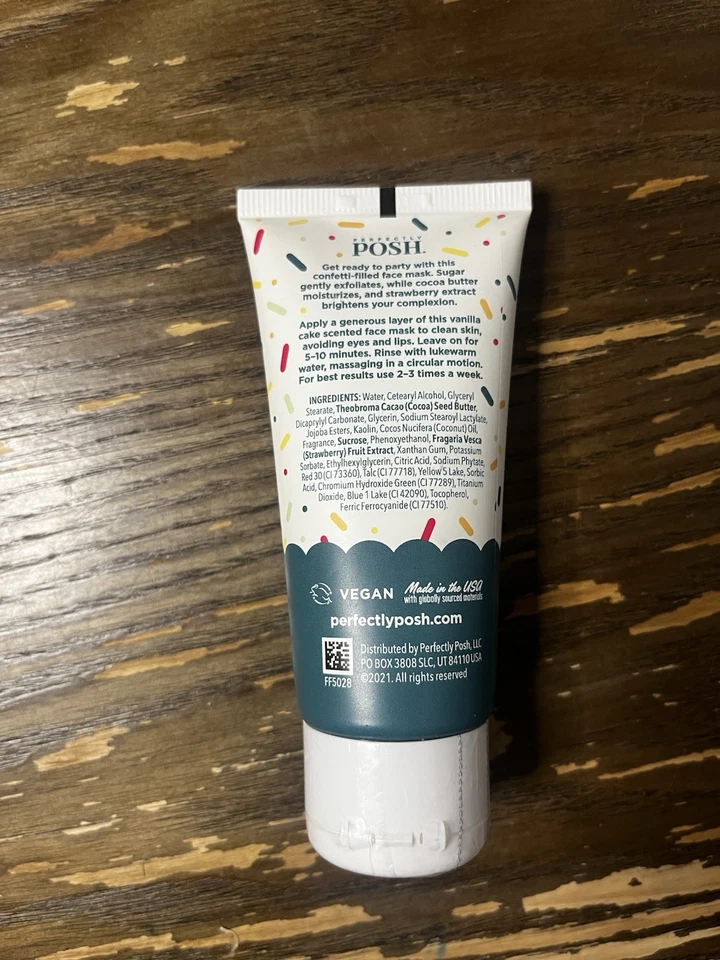 PERFECTLY
POSH.
Get ready to party with this
confetti-filled face mask. Sugar
gently exfoliates, while cocoa butter
moisturizes, and strawberry extract
brightens your complexion.
Apply a generous layer of this vanilla
cake scented face mask to clean skin,
avoiding eyes and lips. Leave on for
5-10 minutes. Rinse with lukewarm
water, massaging in a circular motion.
For best results use 2-3 times a week.
INGREDIENTS: Water, Cetearyl Alcohol, Glyceryl
Stearate, Theobroma Cacao (Cocoa) Seed Butter,
Dicaprylyl Carbonate, Glycerin, Sodium Stearoyl Lactylate,
Jojoba Esters, Kaolin, Cocos Nucifera (Coconut) Oil,
Fragrance, Sucrose, Phenoxyethanol, Fragaria Vesca
(Strawberry) Fruit Extract, Xanthan Gum, Potassium
Sorbate, Ethylhexylglycerin, Citric Acid, Sodium Phytate,
Red 30 (CI 73360), Talc (CI 77718), Yellow 5 Lake, Sorbic
Acid, Chromium Hydroxide Green (CI 77289), Titanium
Dioxide, Blue 1 Lake (CI 42090), Tocopherol,
Ferric Ferrocyanide (CI 77510).
VEGAN Made in the USA
with globally sourced materials
perfectlyposh.com
Distributed by Perfectly Posh, LLC
PO BOX 3808 SLC, UT 84110 USA
©2021. All rights reserved
FF5028